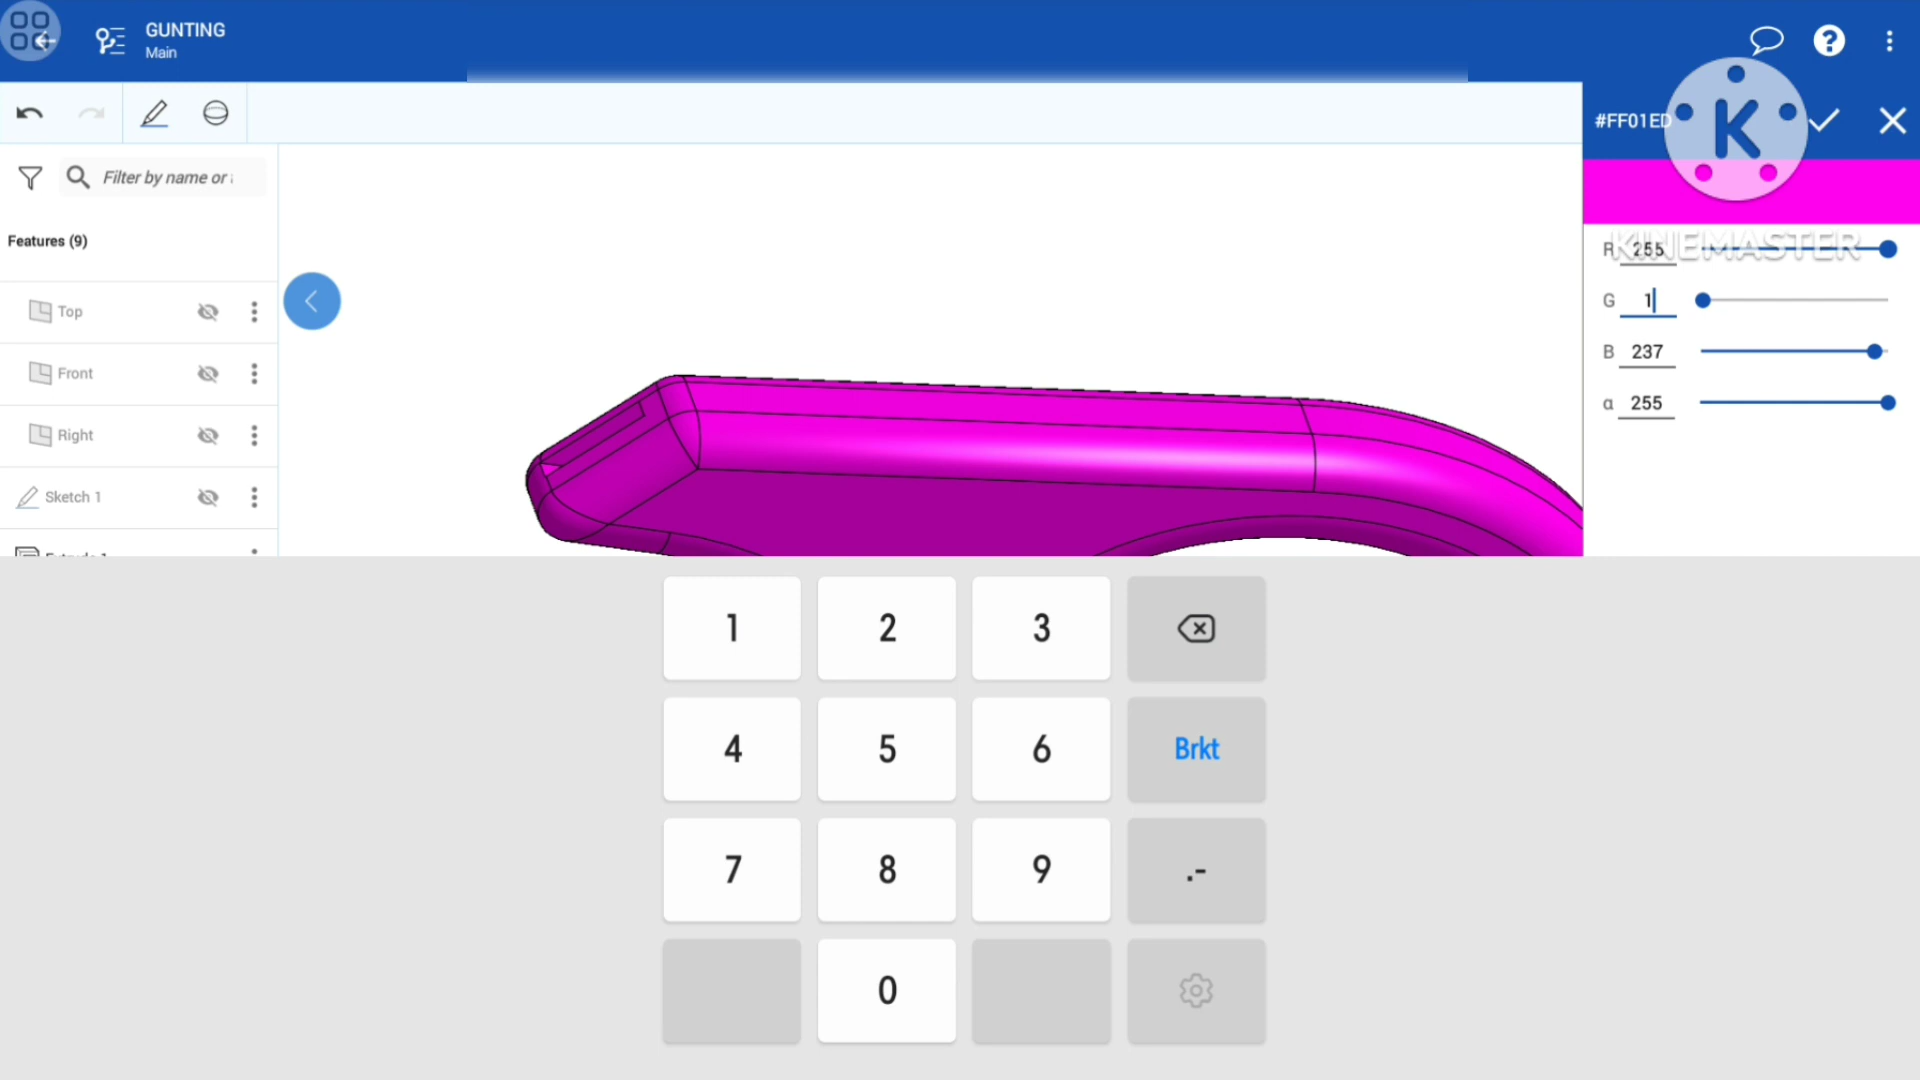 GUNTING
Main
#FF01ED
K
KINEMASTER
Filter by name or
Features (9)
Top
Front
Right
Sketch 1
R 255
G 1
B 237
α 255
1 2 3
4 5 6 Brkt
7 8 9 .-
0